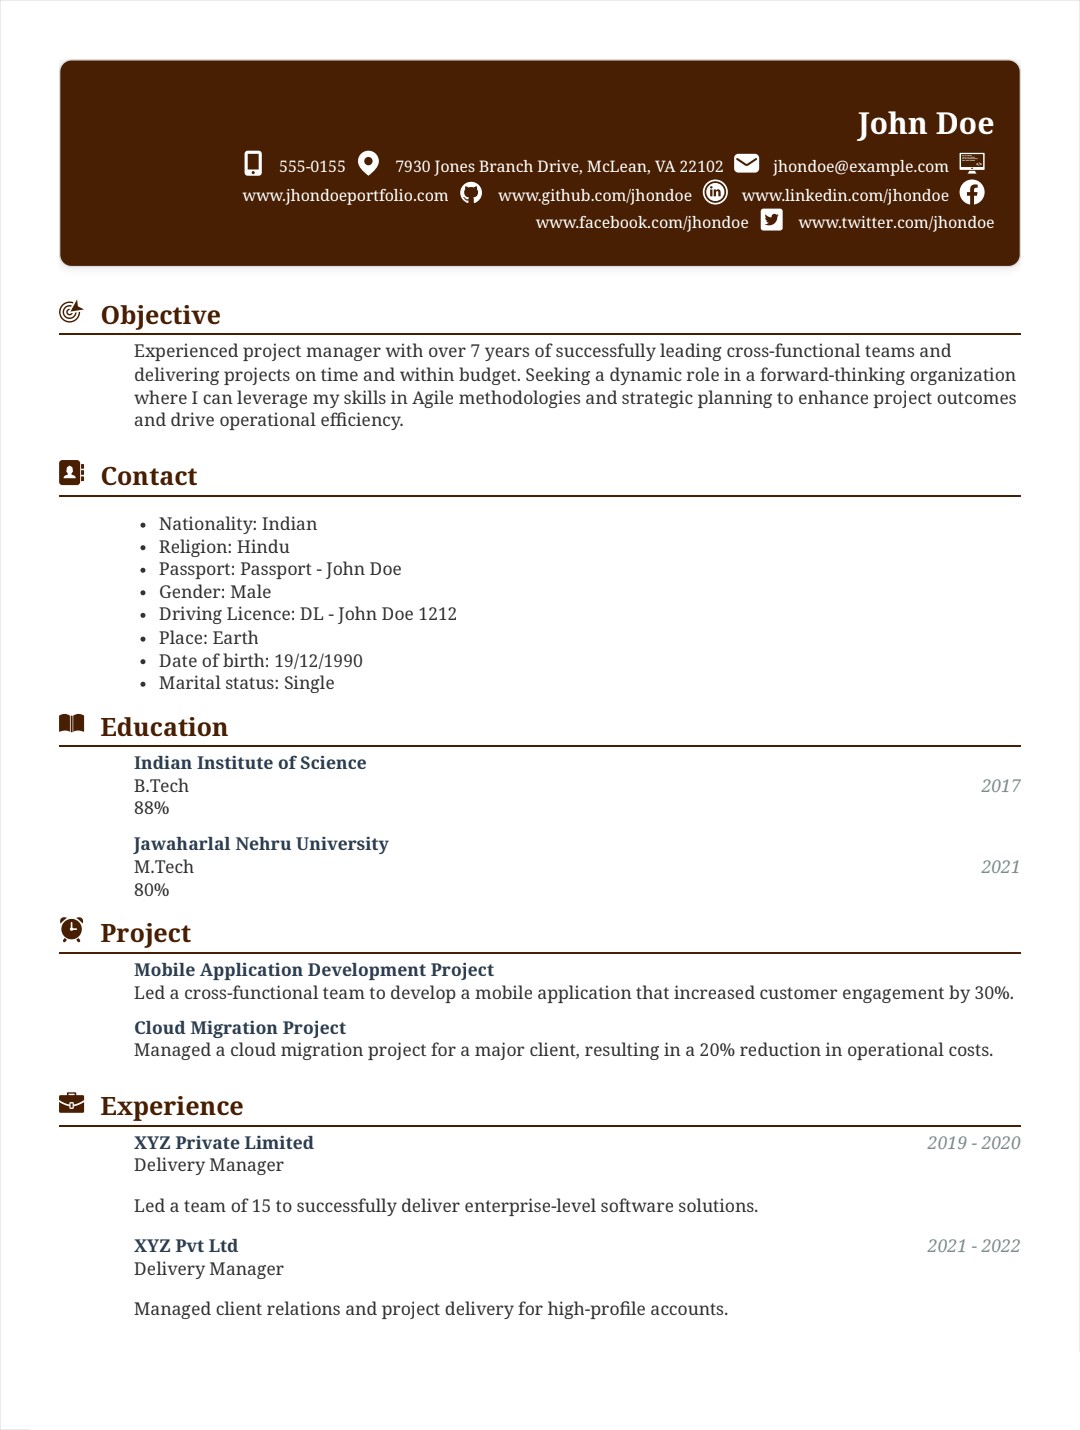 John Doe
555-0155 7930 Jones Branch Drive, McLean, VA 22102 jhondoe@example.com
www.jhondoeportfolio.com www.github.com/jhondoe www.linkedin.com/jhondoe
www.facebook.com/jhondoe www.twitter.com/jhondoe
Objective
Experienced project manager with over 7 years of successfully leading cross-functional teams and
delivering projects on time and within budget. Seeking a dynamic role in a forward-thinking organization
where I can leverage my skills in Agile methodologies and strategic planning to enhance project outcomes
and drive operational efficiency.
Contact
• Nationality: Indian
• Religion: Hindu
• Passport: Passport - John Doe
• Gender: Male
• Driving Licence: DL - John Doe 1212
• Place: Earth
• Date of birth: 19/12/1990
• Marital status: Single
Education
Indian Institute of Science
B.Tech 2017
88%
Jawaharlal Nehru University
M.Tech 2021
80%
Project
Mobile Application Development Project
Led a cross-functional team to develop a mobile application that increased customer engagement by 30%.
Cloud Migration Project
Managed a cloud migration project for a major client, resulting in a 20% reduction in operational costs.
Experience
XYZ Private Limited 2019 - 2020
Delivery Manager
Led a team of 15 to successfully deliver enterprise-level software solutions.
XYZ Pvt Ltd 2021 - 2022
Delivery Manager
Managed client relations and project delivery for high-profile accounts.